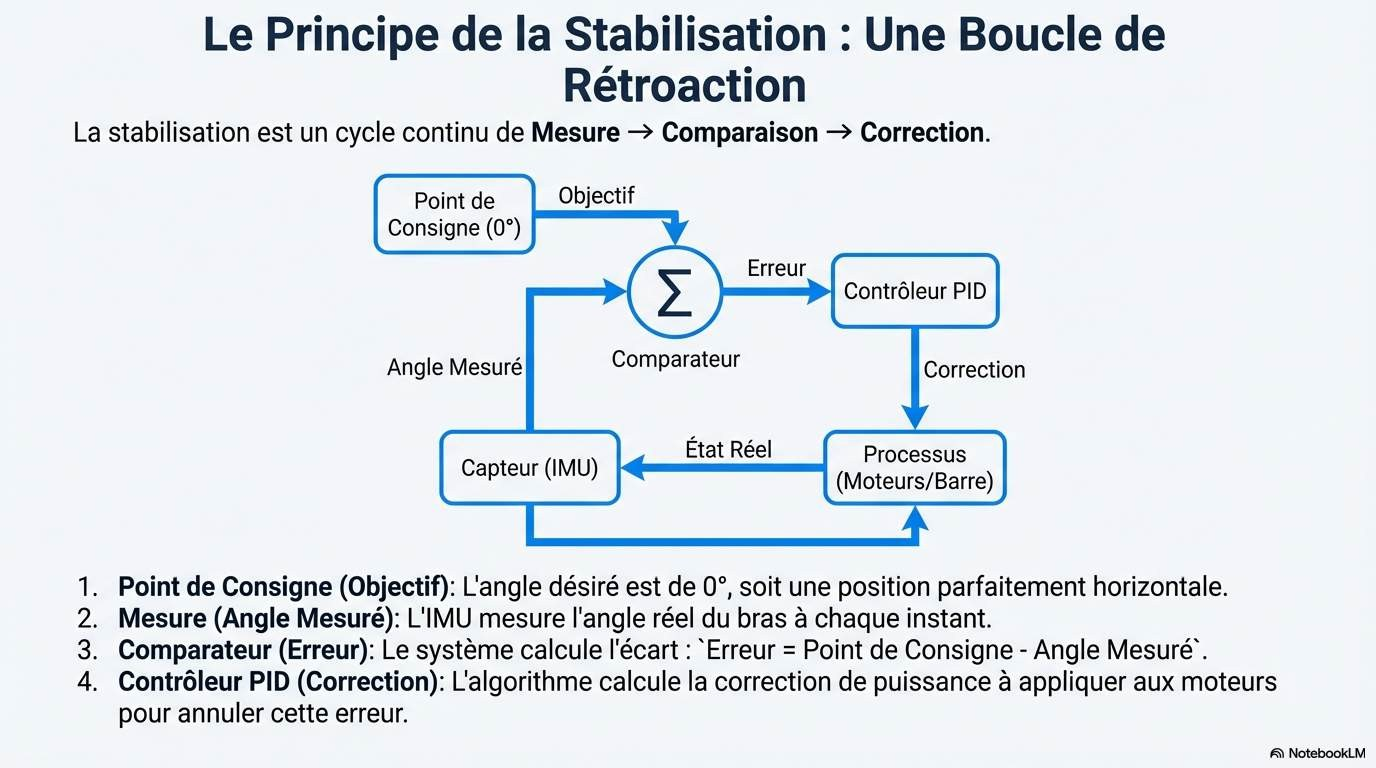 Le Principe de la Stabilisation : Une Boucle de
Rétroaction
La stabilisation est un cycle continu de Mesure → Comparaison → Correction.
Point de
Consigne (0°)
Objectif
Σ
Comparateur
Erreur
Contrôleur PID
Angle Mesuré
Correction
Capteur (IMU)
État Réel
Processus
(Moteurs/Barre)
1. Point de Consigne (Objectif): L'angle désiré est de 0°, soit une position parfaitement horizontale.
2. Mesure (Angle Mesuré): L'IMU mesure l'angle réel du bras à chaque instant.
3. Comparateur (Erreur): Le système calcule l'écart : `Erreur = Point de Consigne - Angle Mesuré`.
4. Contrôleur PID (Correction): L'algorithme calcule la correction de puissance à appliquer aux moteurs
pour annuler cette erreur.
NotebookLM